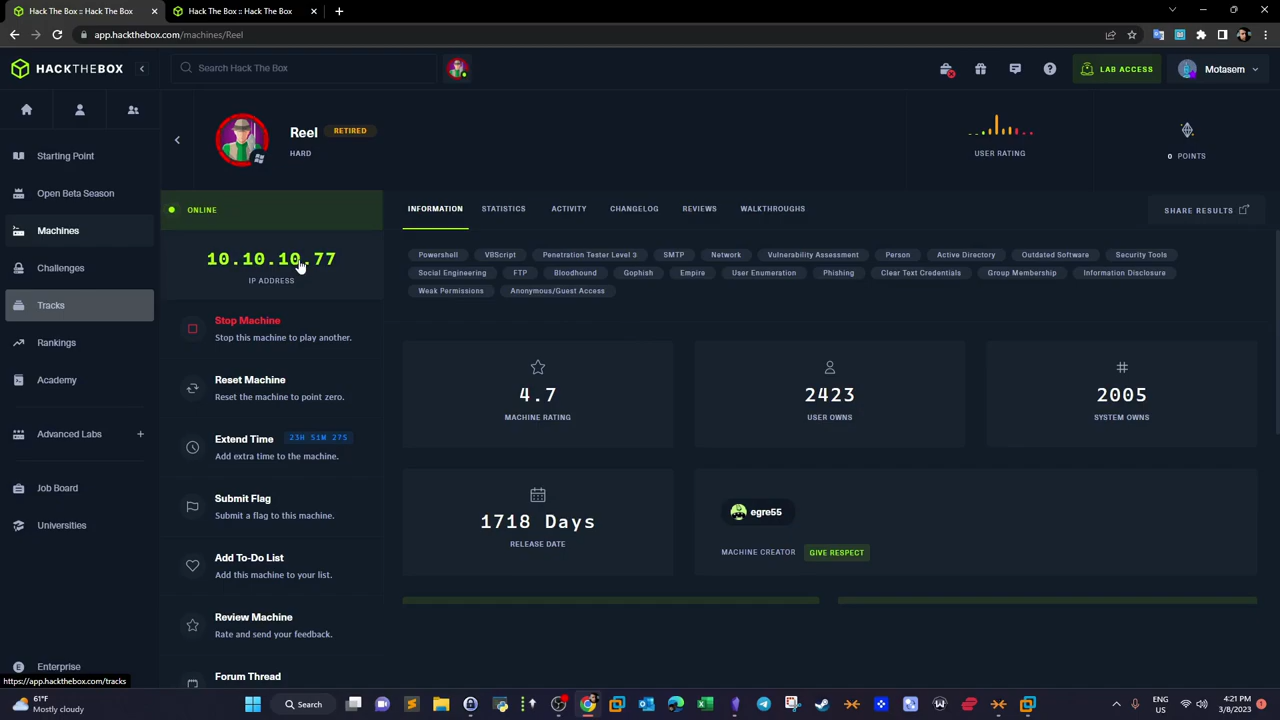 Hack The Box :: Hack The Box
Hack The Box :: Hack The Box
app.hackthebox.com/machines/Reel
HACKTHEBOX
Search Hack The Box
LAB ACCESS
Motasem
Starting Point
Open Beta Season
Machines
Challenges
Tracks
Rankings
Academy
Advanced Labs
Job Board
Universities
Enterprise
https://app.hackthebox.com/tracks
Reel
RETIRED
HARD
USER RATING
0 POINTS
ONLINE
10.10.10.77
IP ADDRESS
Stop Machine
Stop this machine to play another.
Reset Machine
Reset the machine to point zero.
Extend Time
23H 51M 27S
Add extra time to the machine.
Submit Flag
Submit a flag to this machine.
Add To-Do List
Add this machine to your list.
Review Machine
Rate and send your feedback.
Forum Thread
INFORMATION STATISTICS ACTIVITY CHANGELOG REVIEWS WALKTHROUGHS
SHARE RESULTS
Powershell VBScript Penetration Tester Level 3 SMTP Network Vulnerability Assessment Person Active Directory Outdated Software Security Tools
Social Engineering FTP Bloodhound Gophish Empire User Enumeration Phishing Clear Text Credentials Group Membership Information Disclosure
Weak Permissions Anonymous/Guest Access
4.7
MACHINE RATING
2423
USER OWNS
2005
SYSTEM OWNS
1718 Days
RELEASE DATE
egre55
MACHINE CREATOR
GIVE RESPECT
61°F
Mostly cloudy
Search
ENG
US
4:21 PM
3/8/2023